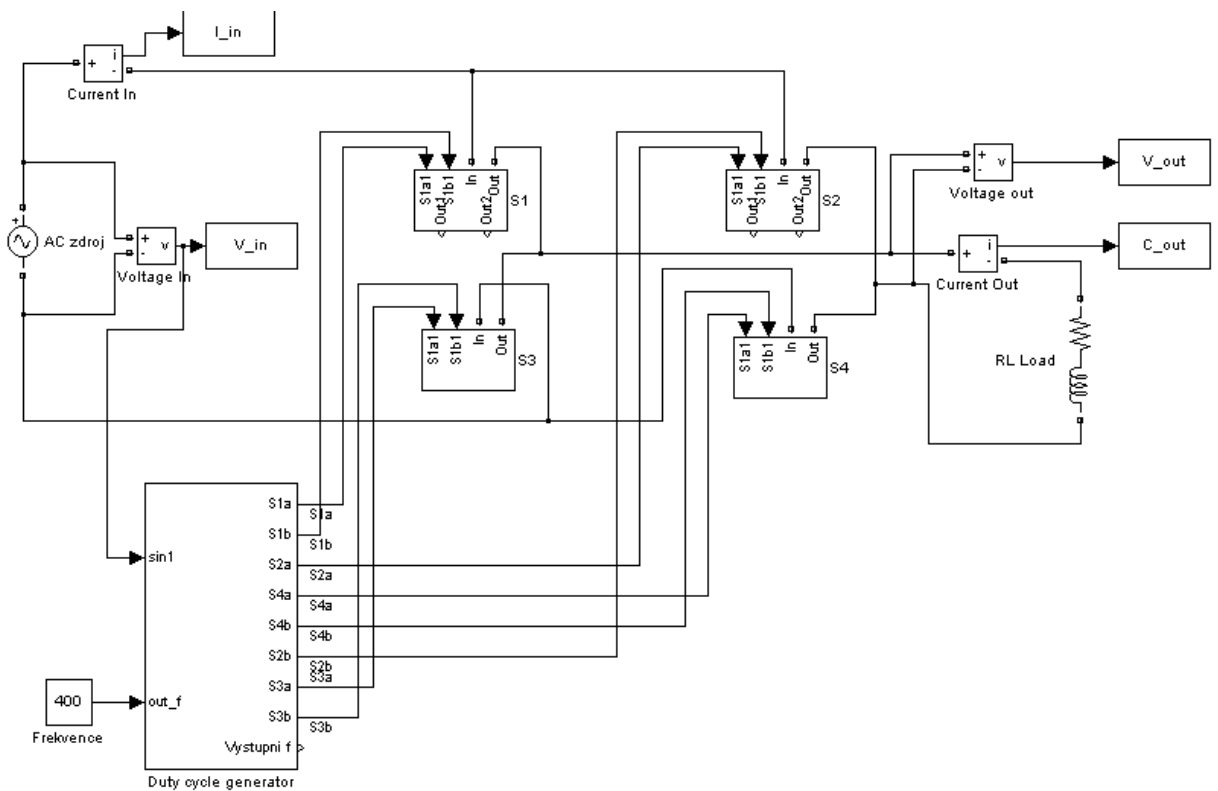 I_in
+
i
-
Current In
S1a1
S1b1
In
Out
Out1
Out2
S1
S1a1
S1b1
In
Out
Out1
Out2
S2
+
-
v
Voltage out
V_out
+
AC zdroj
+
-
v
Voltage In
V_in
+
i
-
Current Out
C_out
S1a1
S1b1
In
Out
S3
S1a1
S1b1
In
Out
S4
RL Load
sin1
out_f
S1a
S1a
S1b
S1b
S2a
S2a
S4a
S4a
S4b
S4b
S2b
S2b
S3a
S3a
S3b
S3b
Vystupni f
Duty cycle generator
400
Frekvence